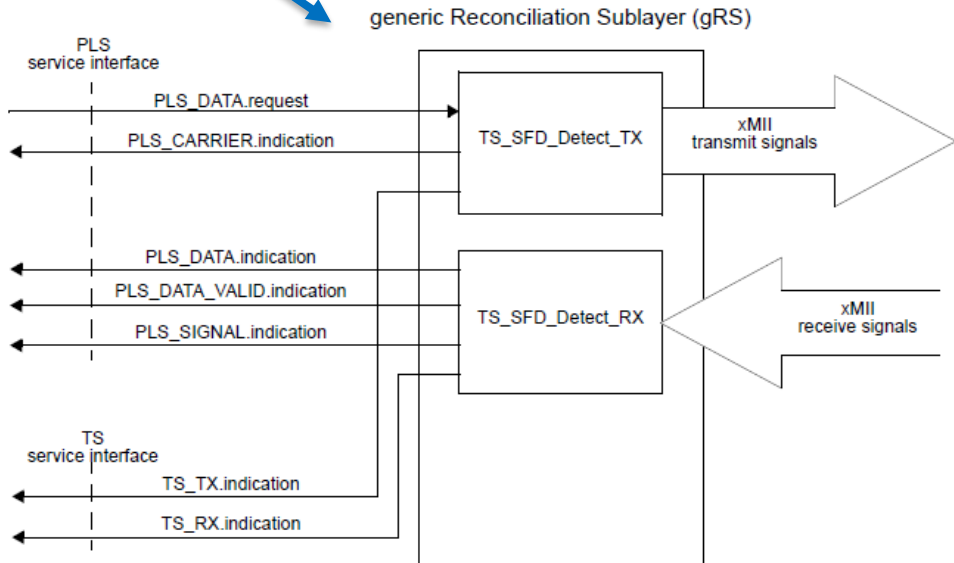 generic Reconciliation Sublayer (gRS)
PLS
service interface
PLS_DATA.request
PLS_CARRIER.indication
TS_SFD_Detect_TX
xMII
transmit signals
PLS_DATA.indication
PLS_DATA_VALID.indication
PLS_SIGNAL.indication
TS_SFD_Detect_RX
xMII
receive signals
TS
service interface
TS_TX.indication
TS_RX.indication